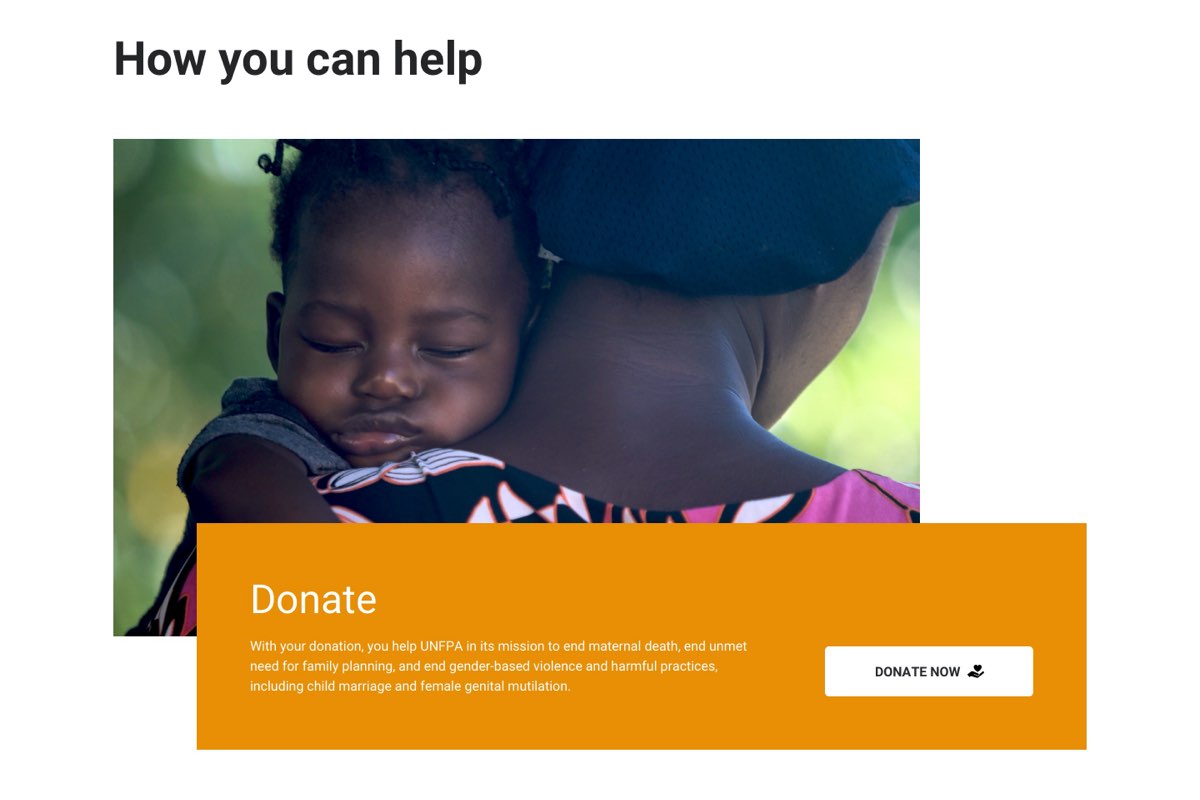 How you can help
Donate
With your donation, you help UNFPA in its mission to end maternal death, end unmet
need for family planning, and end gender-based violence and harmful practices,
including child marriage and female genital mutilation.
DONATE NOW